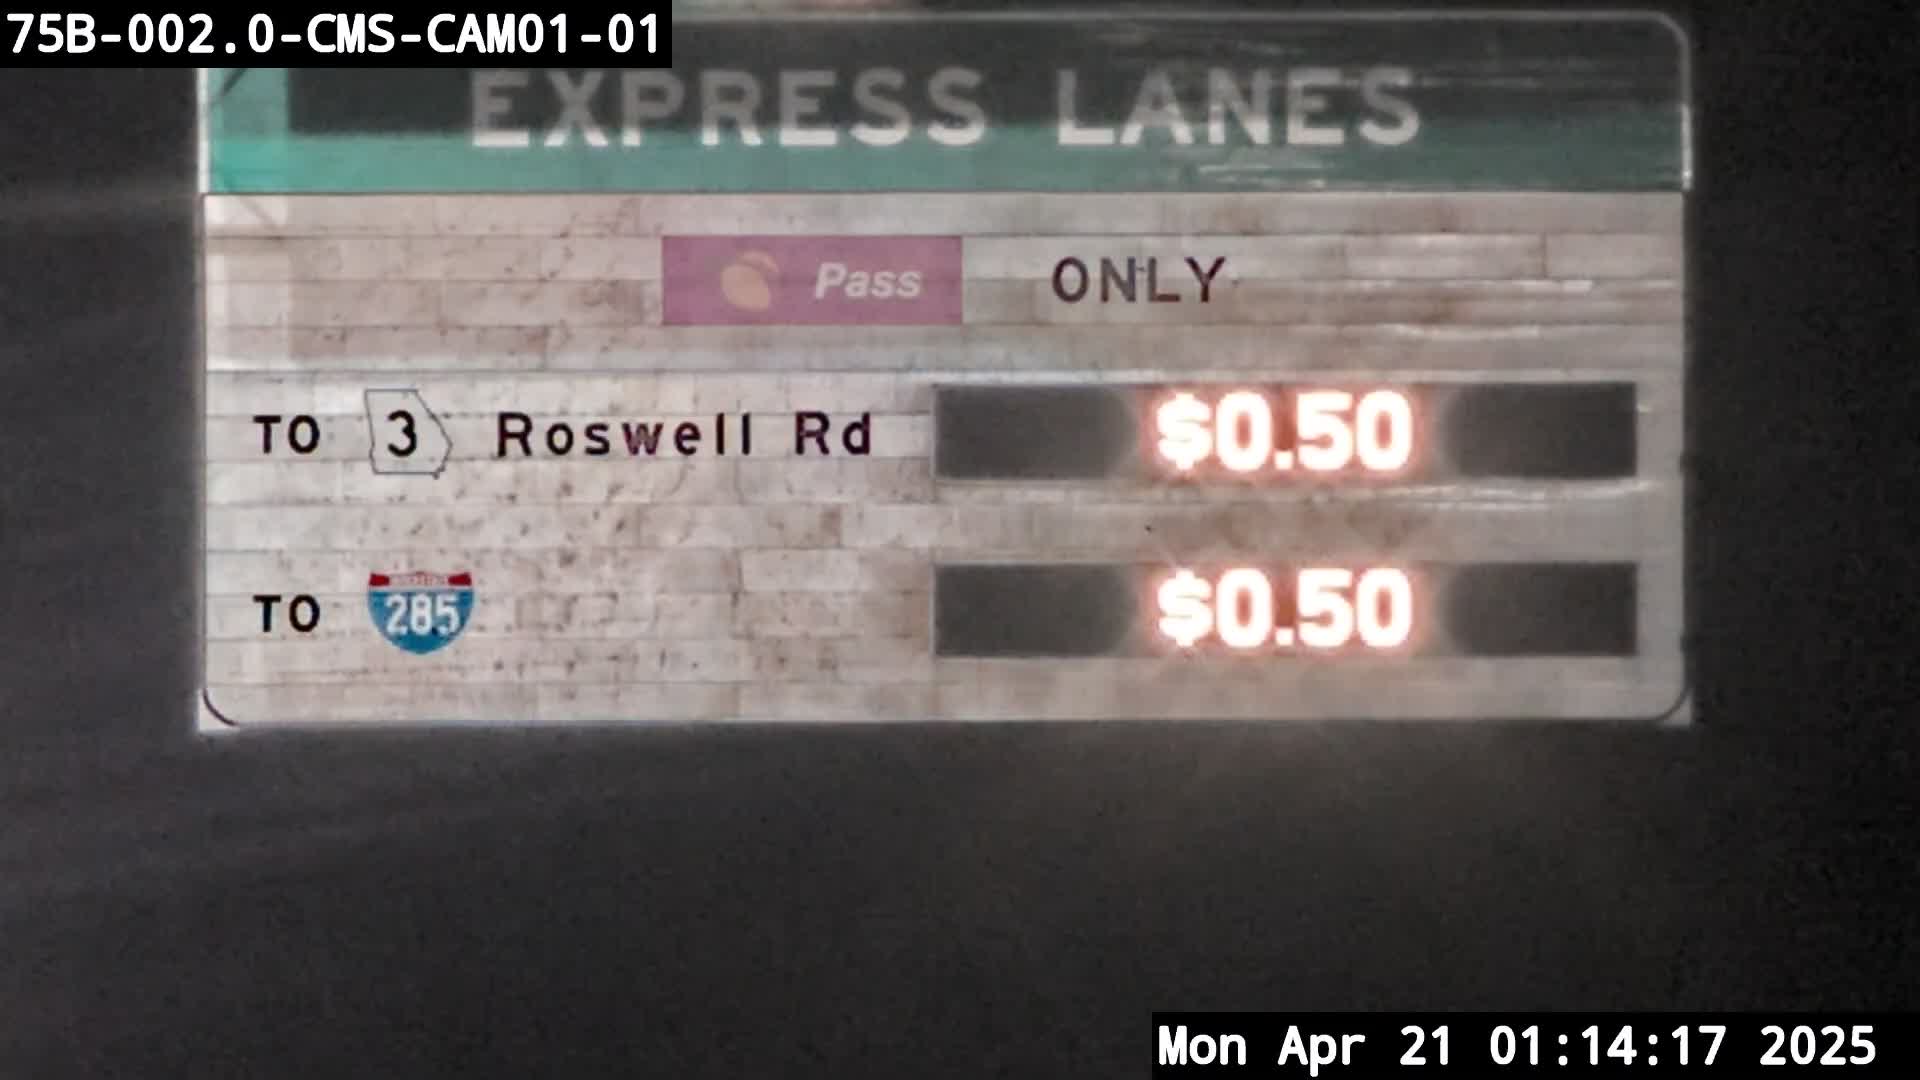 75B-002.0-CMS-CAM01-01
EXPRESS LANES
Pass ONLY
TO 3 Roswell Rd $0.50
TO INTERSTATE 285 $0.50
Mon Apr 21 01:14:17 2025